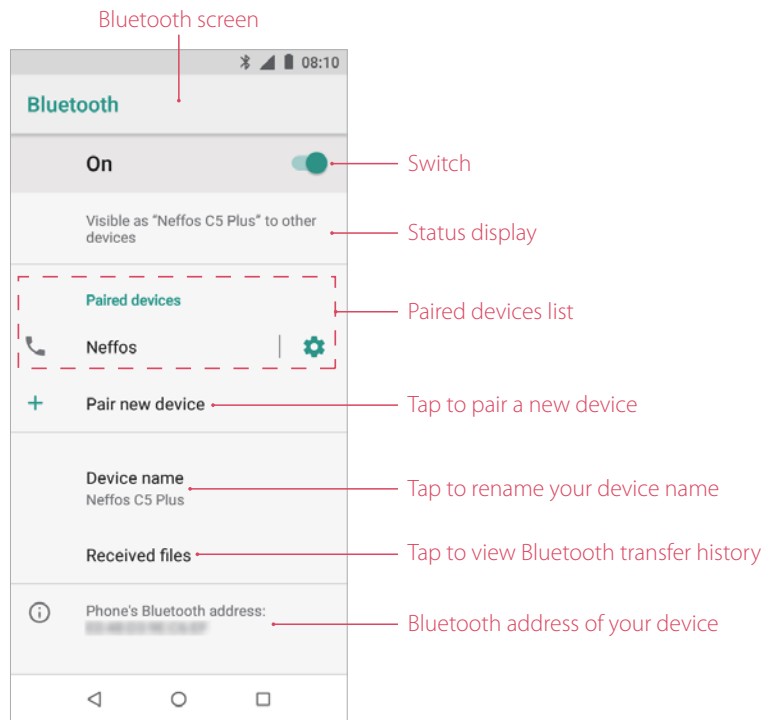 Bluetooth screen
08:10
Bluetooth
On
Switch
Visible as "Neffos C5 Plus" to other
devices
Status display
Paired devices
Paired devices list
Neffos
Pair new device
Tap to pair a new device
Device name
Neffos C5 Plus
Tap to rename your device name
Received files
Tap to view Bluetooth transfer history
Phone's Bluetooth address:
Bluetooth address of your device